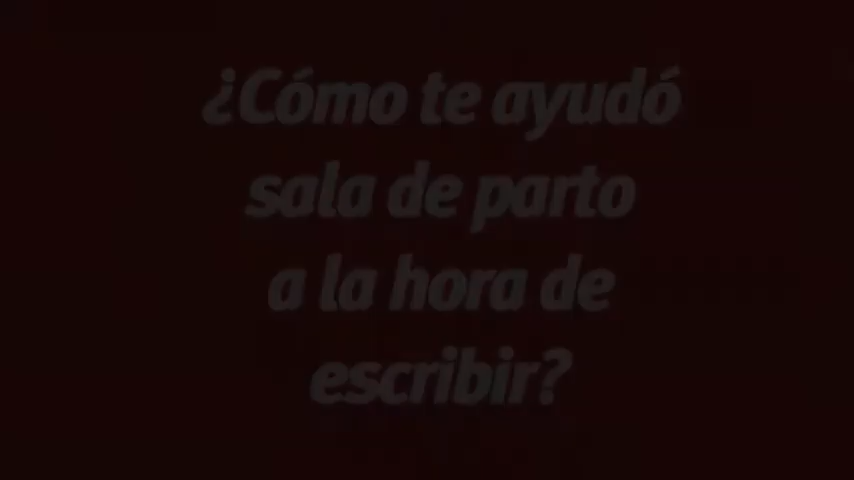 ¿Cómo te ayudó
sala de parto
a la hora de
escribir?